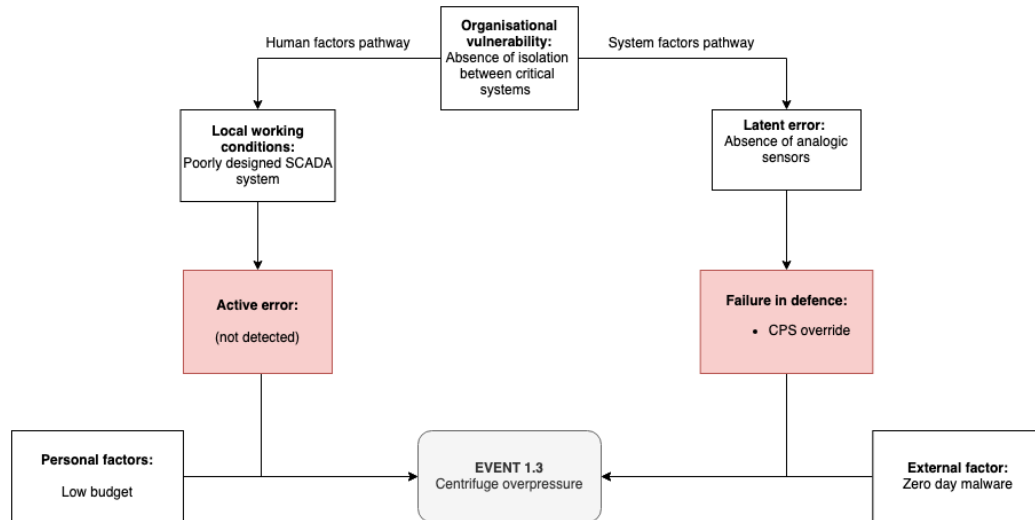 Organisational
vulnerability:
Absence of isolation
between critical
systems
Human factors pathway
System factors pathway
Local working
conditions:
Poorly designed SCADA
system
Latent error:
Absence of analogic
sensors
Active error:
(not detected)
Failure in defence:
• CPS override
Personal factors:
Low budget
EVENT 1.3
Centrifuge overpressure
External factor:
Zero day malware